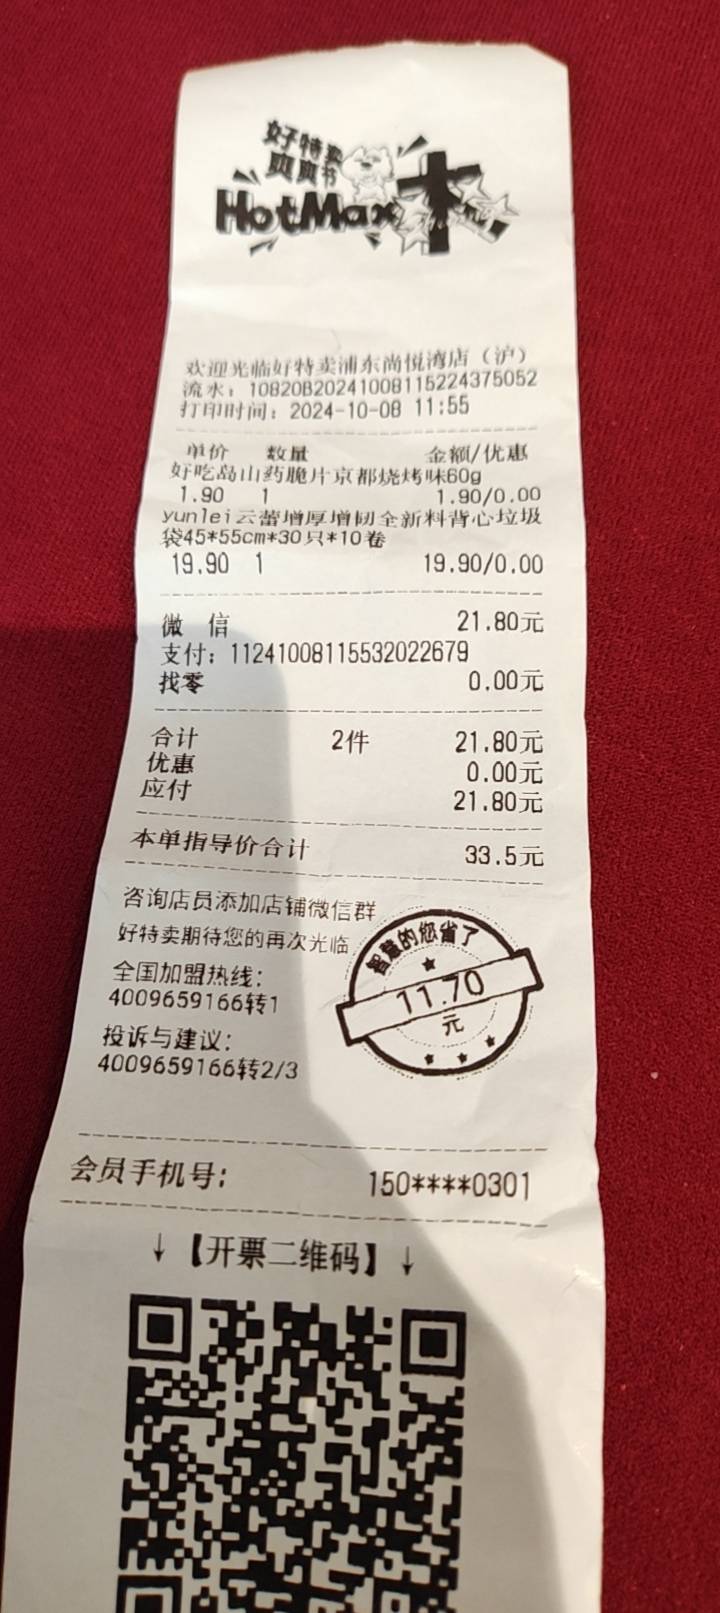 好特卖
爽爽节
HotMax
欢迎光临好特卖浦东尚悦湾店（沪）
流水：10820B20241008115224375052
打印时间：2024-10-08 11:55
单价 数量 金额/优惠
好吃岛山药脆片京都烧烤味60g
1.90 1 1.90/0.00
yunlei云蕾增厚增韧全新料背心垃圾
袋45*55cm*30只*10卷
19.90 1 19.90/0.00
微 信 21.80元
支付：11241008115532022679
找零 0.00元
合计 2件 21.80元
优惠 0.00元
应付 21.80元
本单指导价合计 33.5元
咨询店员添加店铺微信群
好特卖期待您的再次光临
全国加盟热线：
4009659166转1
投诉与建议：
4009659166转2/3
智慧的您省了
11.70
元
会员手机号： 150****0301
↓【开票二维码】↓